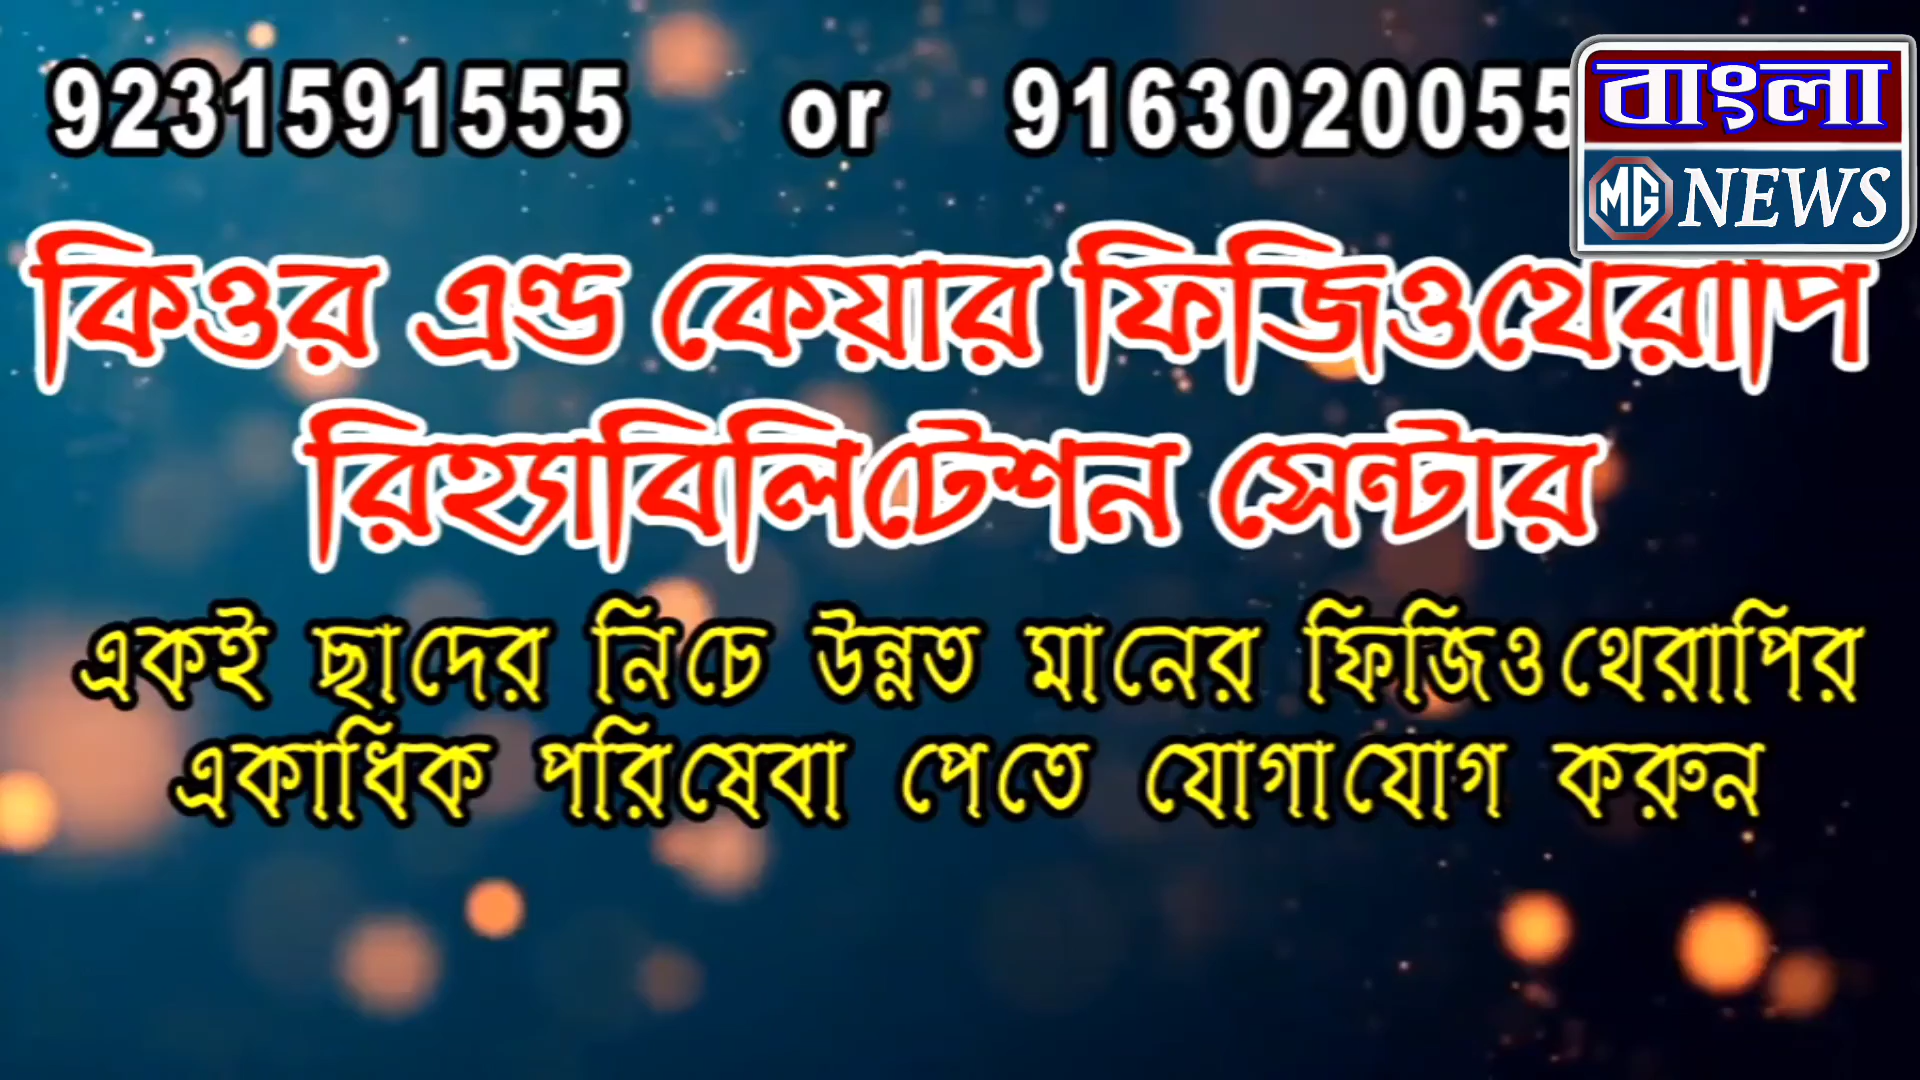 9231591555 or 9163020055
বাংলা
MG NEWS
কিওর এণ্ড কেয়ার ফিজিওথেরাপি
রিহ্যাবিলিটেশন সেন্টার
একই ছাদের নিচে উন্নত মানের ফিজিওথেরাপির
একাধিক পরিষেবা পেতে যোগাযোগ করুন